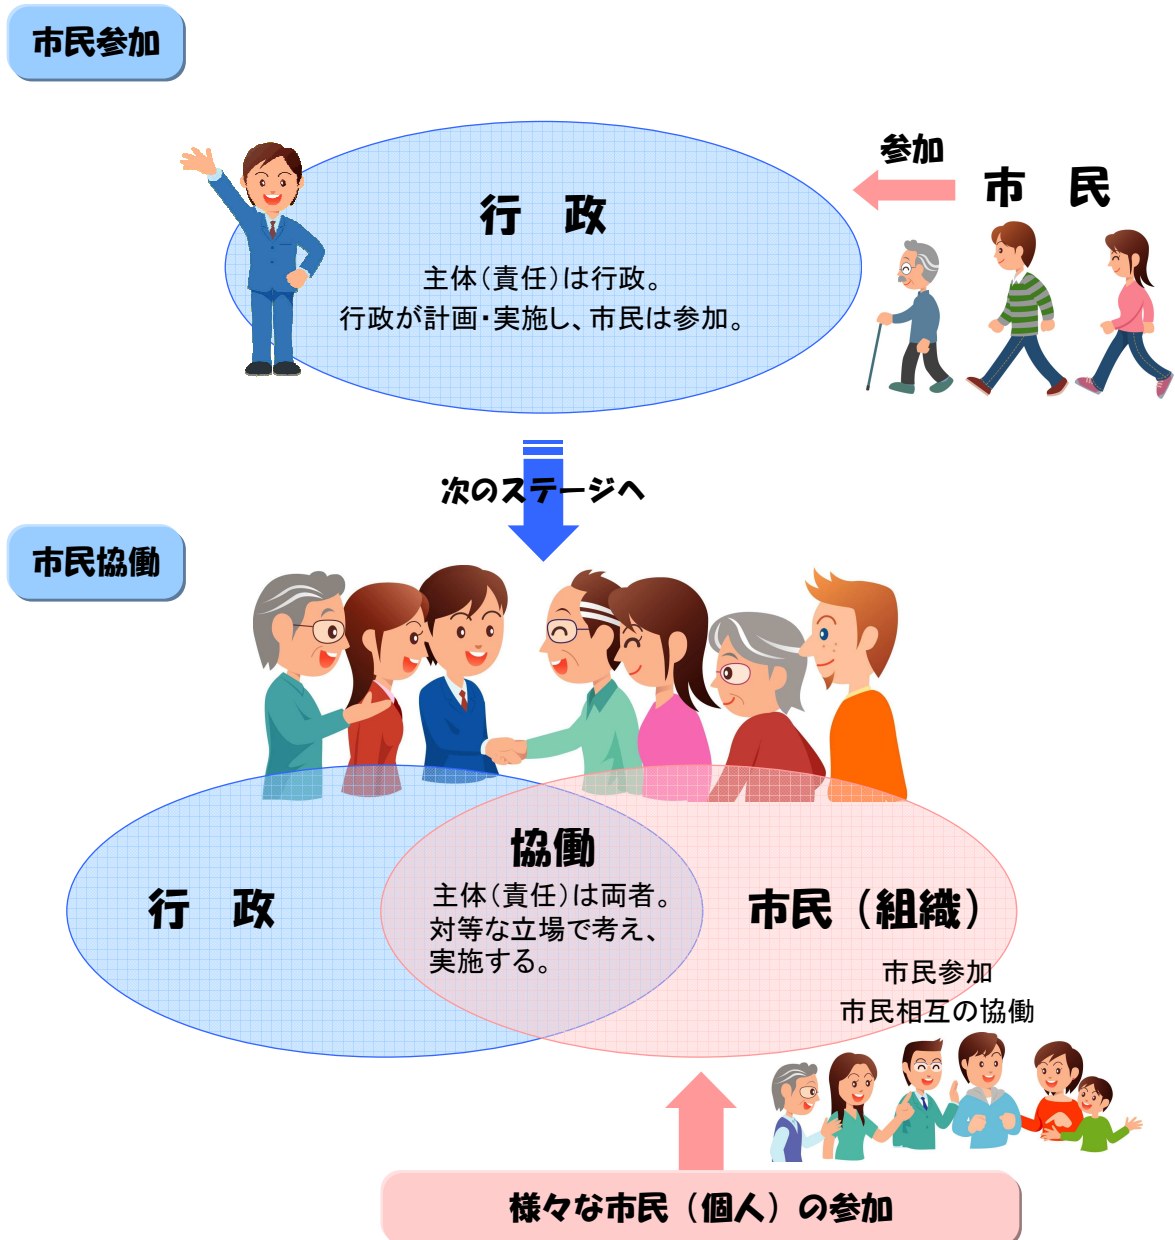 市民参加
参加
市　民
行　政
主体（責任）は行政。
行政が計画・実施し、市民は参加。
次のステージへ
市民協働
協働
主体（責任）は両者。
対等な立場で考え、
実施する。
行　政
市民（組織）
市民参加
市民相互の協働
様々な市民（個人）の参加